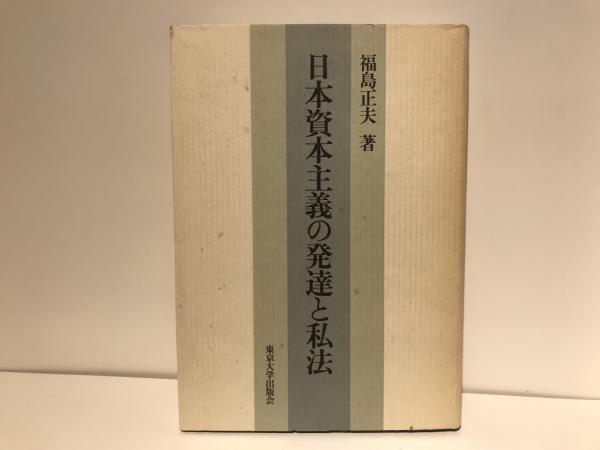 福島正夫 著
日本資本主義の発達と私法
東京大学出版会